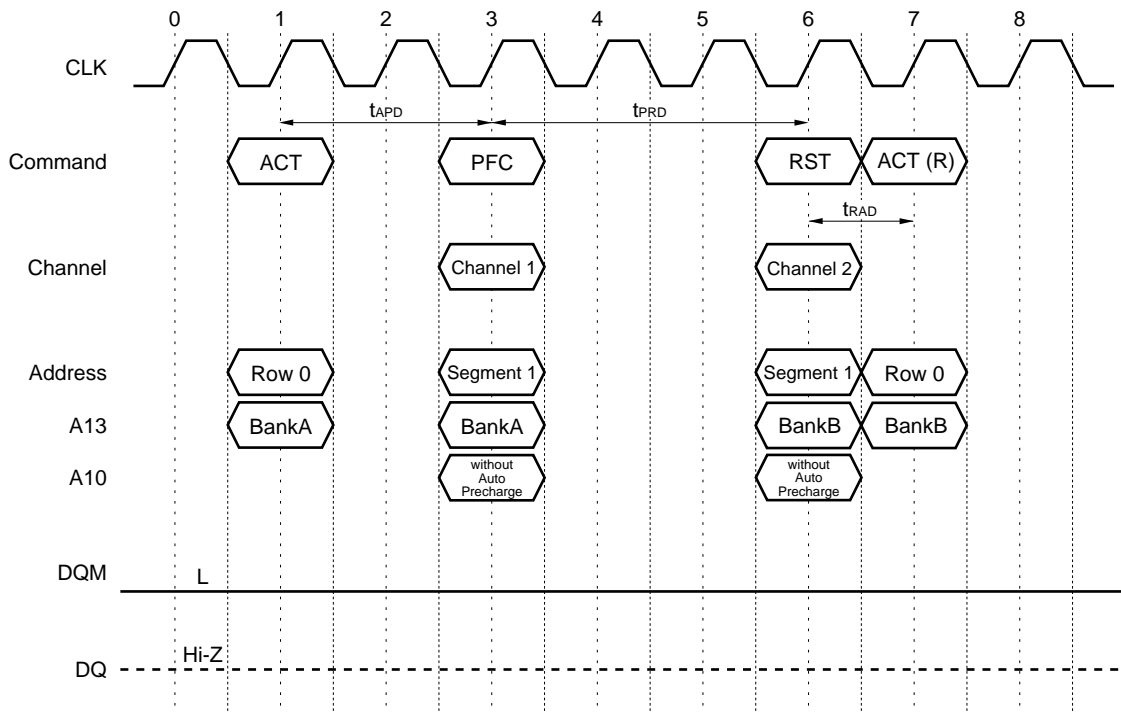 0 1 2 3 4 5 6 7 8
CLK
tAPD tPRD
Command ACT PFC RST ACT (R)
tRAD
Channel Channel 1 Channel 2
Address Row 0 Segment 1 Segment 1 Row 0
A13 BankA BankA BankB BankB
A10 without Auto Precharge without Auto Precharge
DQM L
DQ Hi-Z